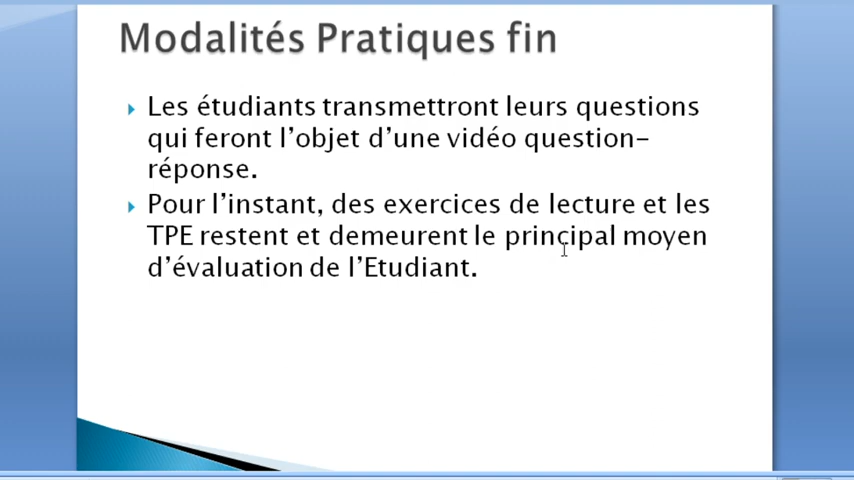 Modalités Pratiques fin
Les étudiants transmettront leurs questions
qui feront l'objet d'une vidéo question-
réponse.
Pour l'instant, des exercices de lecture et les
TPE restent et demeurent le principal moyen
d'évaluation de l'Etudiant.